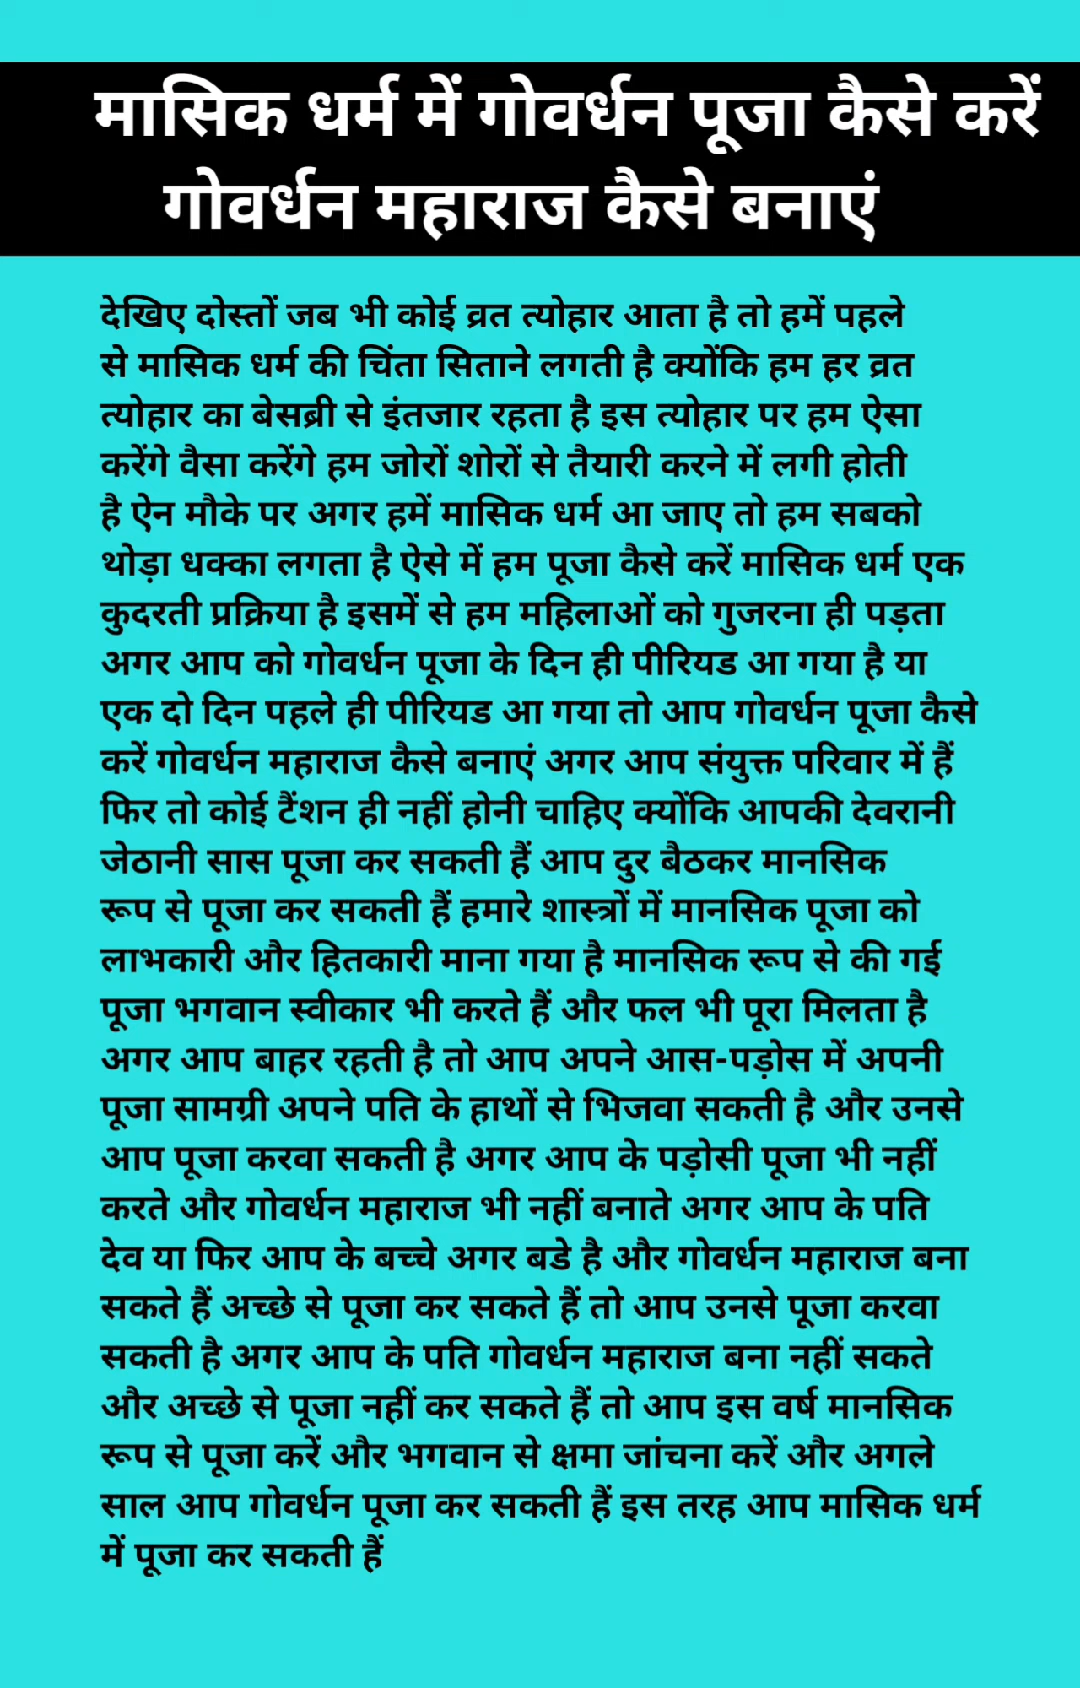 मासिक धर्म में गोवर्धन पूजा कैसे करें
गोवर्धन महाराज कैसे बनाएं
देखिए दोस्तों जब भी कोई व्रत त्योहार आता है तो हमें पहले
से मासिक धर्म की चिंता सिताने लगती है क्योंकि हम हर व्रत
त्योहार का बेसब्री से इंतजार रहता है इस त्योहार पर हम ऐसा
करेंगे वैसा करेंगे हम जोरों शोरों से तैयारी करने में लगी होती
है ऐन मौके पर अगर हमें मासिक धर्म आ जाए तो हम सबको
थोड़ा धक्का लगता है ऐसे में हम पूजा कैसे करें मासिक धर्म एक
कुदरती प्रक्रिया है इसमें से हम महिलाओं को गुजरना ही पड़ता
अगर आप को गोवर्धन पूजा के दिन ही पीरियड आ गया है या
एक दो दिन पहले ही पीरियड आ गया तो आप गोवर्धन पूजा कैसे
करें गोवर्धन महाराज कैसे बनाएं अगर आप संयुक्त परिवार में हैं
फिर तो कोई टैंशन ही नहीं होनी चाहिए क्योंकि आपकी देवरानी
जेठानी सास पूजा कर सकती हैं आप दुर बैठकर मानसिक
रूप से पूजा कर सकती हैं हमारे शास्त्रों में मानसिक पूजा को
लाभकारी और हितकारी माना गया है मानसिक रूप से की गई
पूजा भगवान स्वीकार भी करते हैं और फल भी पूरा मिलता है
अगर आप बाहर रहती है तो आप अपने आस-पड़ोस में अपनी
पूजा सामग्री अपने पति के हाथों से भिजवा सकती है और उनसे
आप पूजा करवा सकती है अगर आप के पड़ोसी पूजा भी नहीं
करते और गोवर्धन महाराज भी नहीं बनाते अगर आप के पति
देव या फिर आप के बच्चे अगर बडे है और गोवर्धन महाराज बना
सकते हैं अच्छे से पूजा कर सकते हैं तो आप उनसे पूजा करवा
सकती है अगर आप के पति गोवर्धन महाराज बना नहीं सकते
और अच्छे से पूजा नहीं कर सकते हैं तो आप इस वर्ष मानसिक
रूप से पूजा करें और भगवान से क्षमा जांचना करें और अगले
साल आप गोवर्धन पूजा कर सकती हैं इस तरह आप मासिक धर्म
में पूजा कर सकती हैं